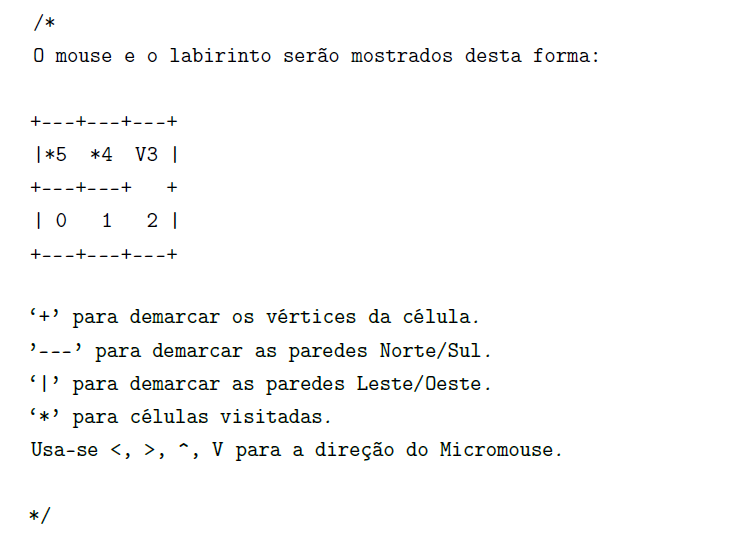 /*
O mouse e o labirinto serão mostrados desta forma:
+---+---+---+
|*5  *4  V3 |
+---+---+   +
| 0   1   2 |
+---+---+---+
‘+’ para demarcar os vértices da célula.
’---’ para demarcar as paredes Norte/Sul.
‘|’ para demarcar as paredes Leste/Oeste.
‘*’ para células visitadas.
Usa-se <, >, ^, V para a direção do Micromouse.
*/